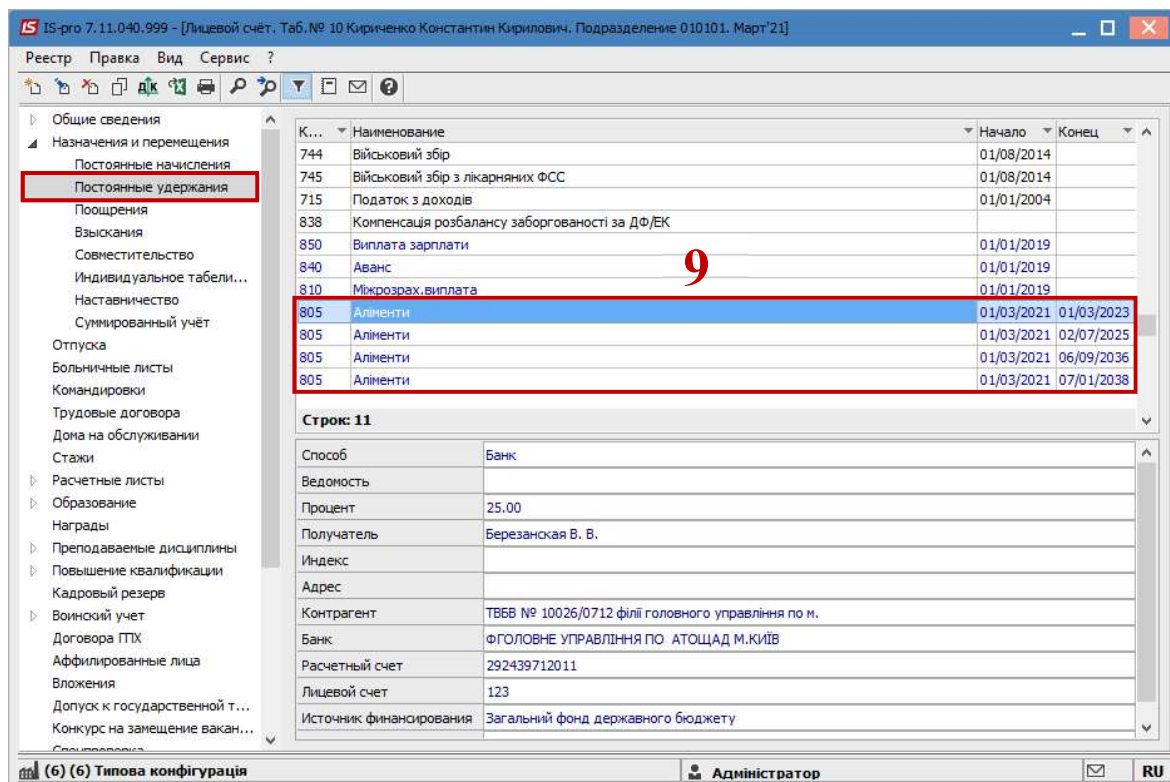 IS-pro 7.11.040.999 - [Лицевой счёт. Таб.№ 10 Кириченко Константин Кирилович. Подразделение 010101. Март'21]
Реестр Правка Вид Сервис ?
Общие сведения
Назначения и перемещения
Постоянные начисления
Постоянные удержания
Поощрения
Взыскания
Совместительство
Индивидуальное табели...
Наставничество
Суммированный учёт
Отпуска
Больничные листы
Командировки
Трудовые договора
Дома на обслуживании
Стажи
Расчетные листы
Образование
Награды
Преподаваемые дисциплины
Повышение квалификации
Кадровый резерв
Воинский учет
Договора ГПХ
Аффилированные лица
Вложения
Допуск к государственной т...
Конкурс на замещение вакан...
Спецпроверка
К... Наименование Начало Конец
744 Військовий збір 01/08/2014
745 Військовий збір з лікарняних ФСС 01/08/2014
715 Податок з доходів 01/01/2004
838 Компенсація розбалансу заборгованості за ДФ/ЕК
850 Виплата зарплати 01/01/2019
840 Аванс 01/01/2019
810 Міжрозрах.виплата 01/01/2019
9
805 Аліменти 01/03/2021 01/03/2023
805 Аліменти 01/03/2021 02/07/2025
805 Аліменти 01/03/2021 06/09/2036
805 Аліменти 01/03/2021 07/01/2038
Строк: 11
Способ Банк
Ведомость
Процент 25.00
Получатель Березанская В. В.
Индекс
Адрес
Контрагент ТВБВ № 10026/0712 філії головного управління по м.
Банк ФГОЛОВНЕ УПРАВЛІННЯ ПО АТОЩАД М.КИЇВ
Расчетный счет 292439712011
Лицевой счет 123
Источник финансирования Загальний фонд державного бюджету
(6) (6) Типова конфігурація Адміністратор RU